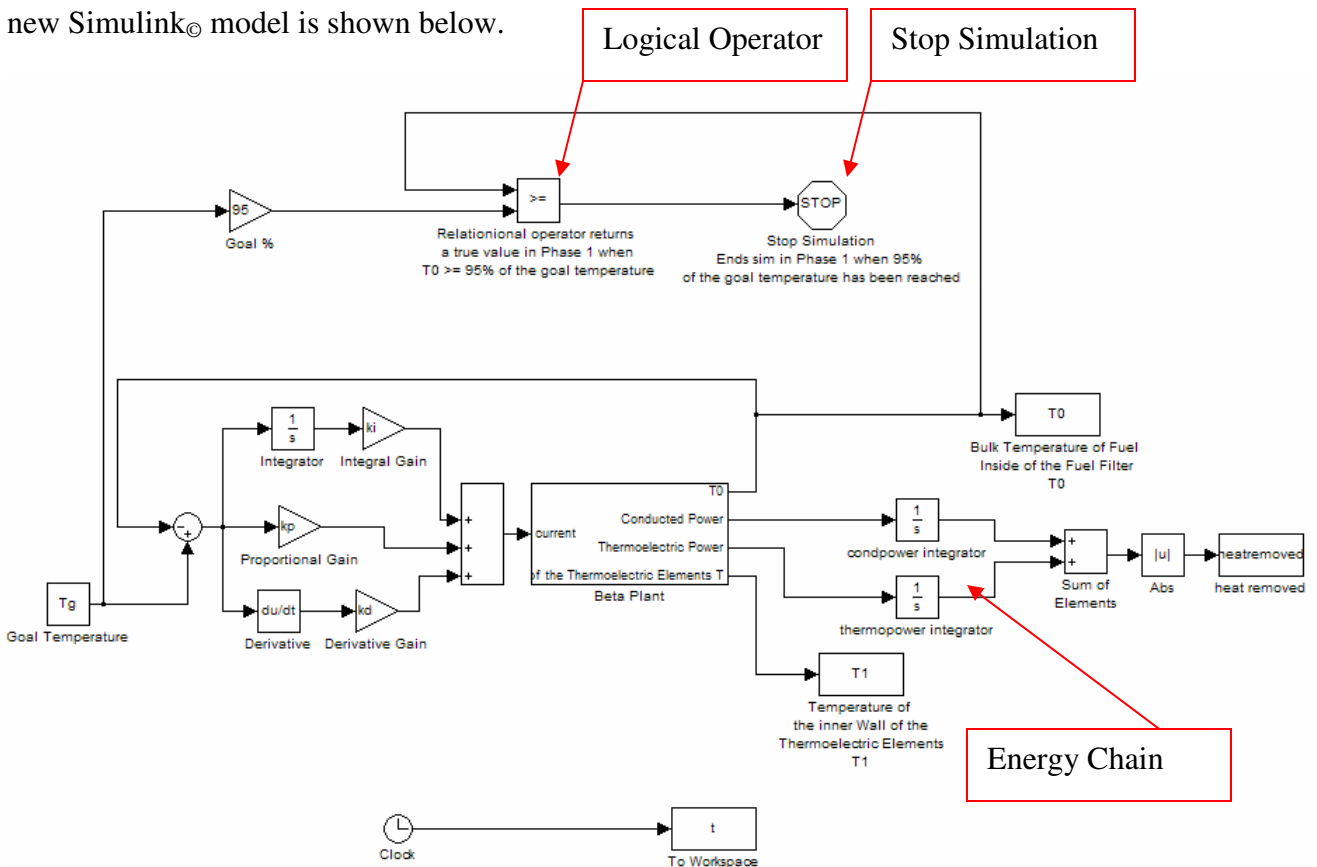 new Simulink© model is shown below.
Logical Operator
Stop Simulation
95
Goal %
>=
Relationional operator returns
a true value in Phase 1 when
T0 >= 95% of the goal temperature
STOP
Stop Simulation
Ends sim in Phase 1 when 95%
of the goal temperature has been reached
T0
Bulk Temperature of Fuel
Inside of the Fuel Filter
T0
1
s
Integrator
ki
Integral Gain
kp
Proportional Gain
du/dt
Derivative
kd
Derivative Gain
-
+
Tg
Goal Temperature
+
+
+
current
T0
Conducted Power
Thermoelectric Power
of the Thermoelectric Elements T
Beta Plant
1
s
condpower integrator
1
s
thermopower integrator
+
+
Sum of
Elements
|u|
Abs
heatremoved
heat removed
T1
Temperature of
the inner Wall of the
Thermoelectric Elements
T1
Energy Chain
Clock
t
To Workspace